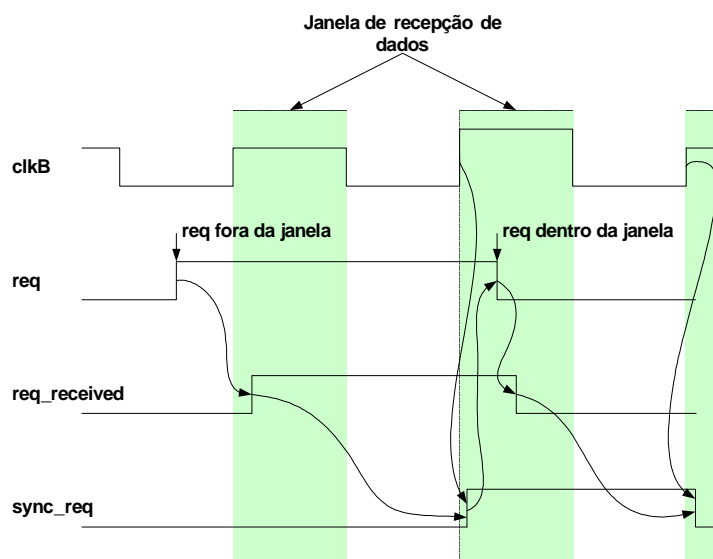 Janela de recepção de
dados
clkB
req fora da janela
req dentro da janela
req
req_received
sync_req